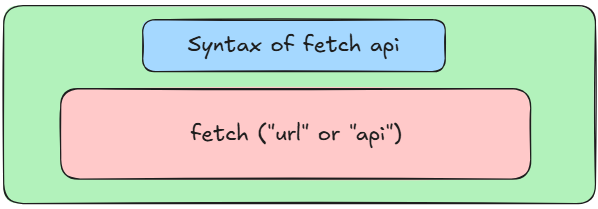 Syntax of fetch api
fetch ("url" or "api")